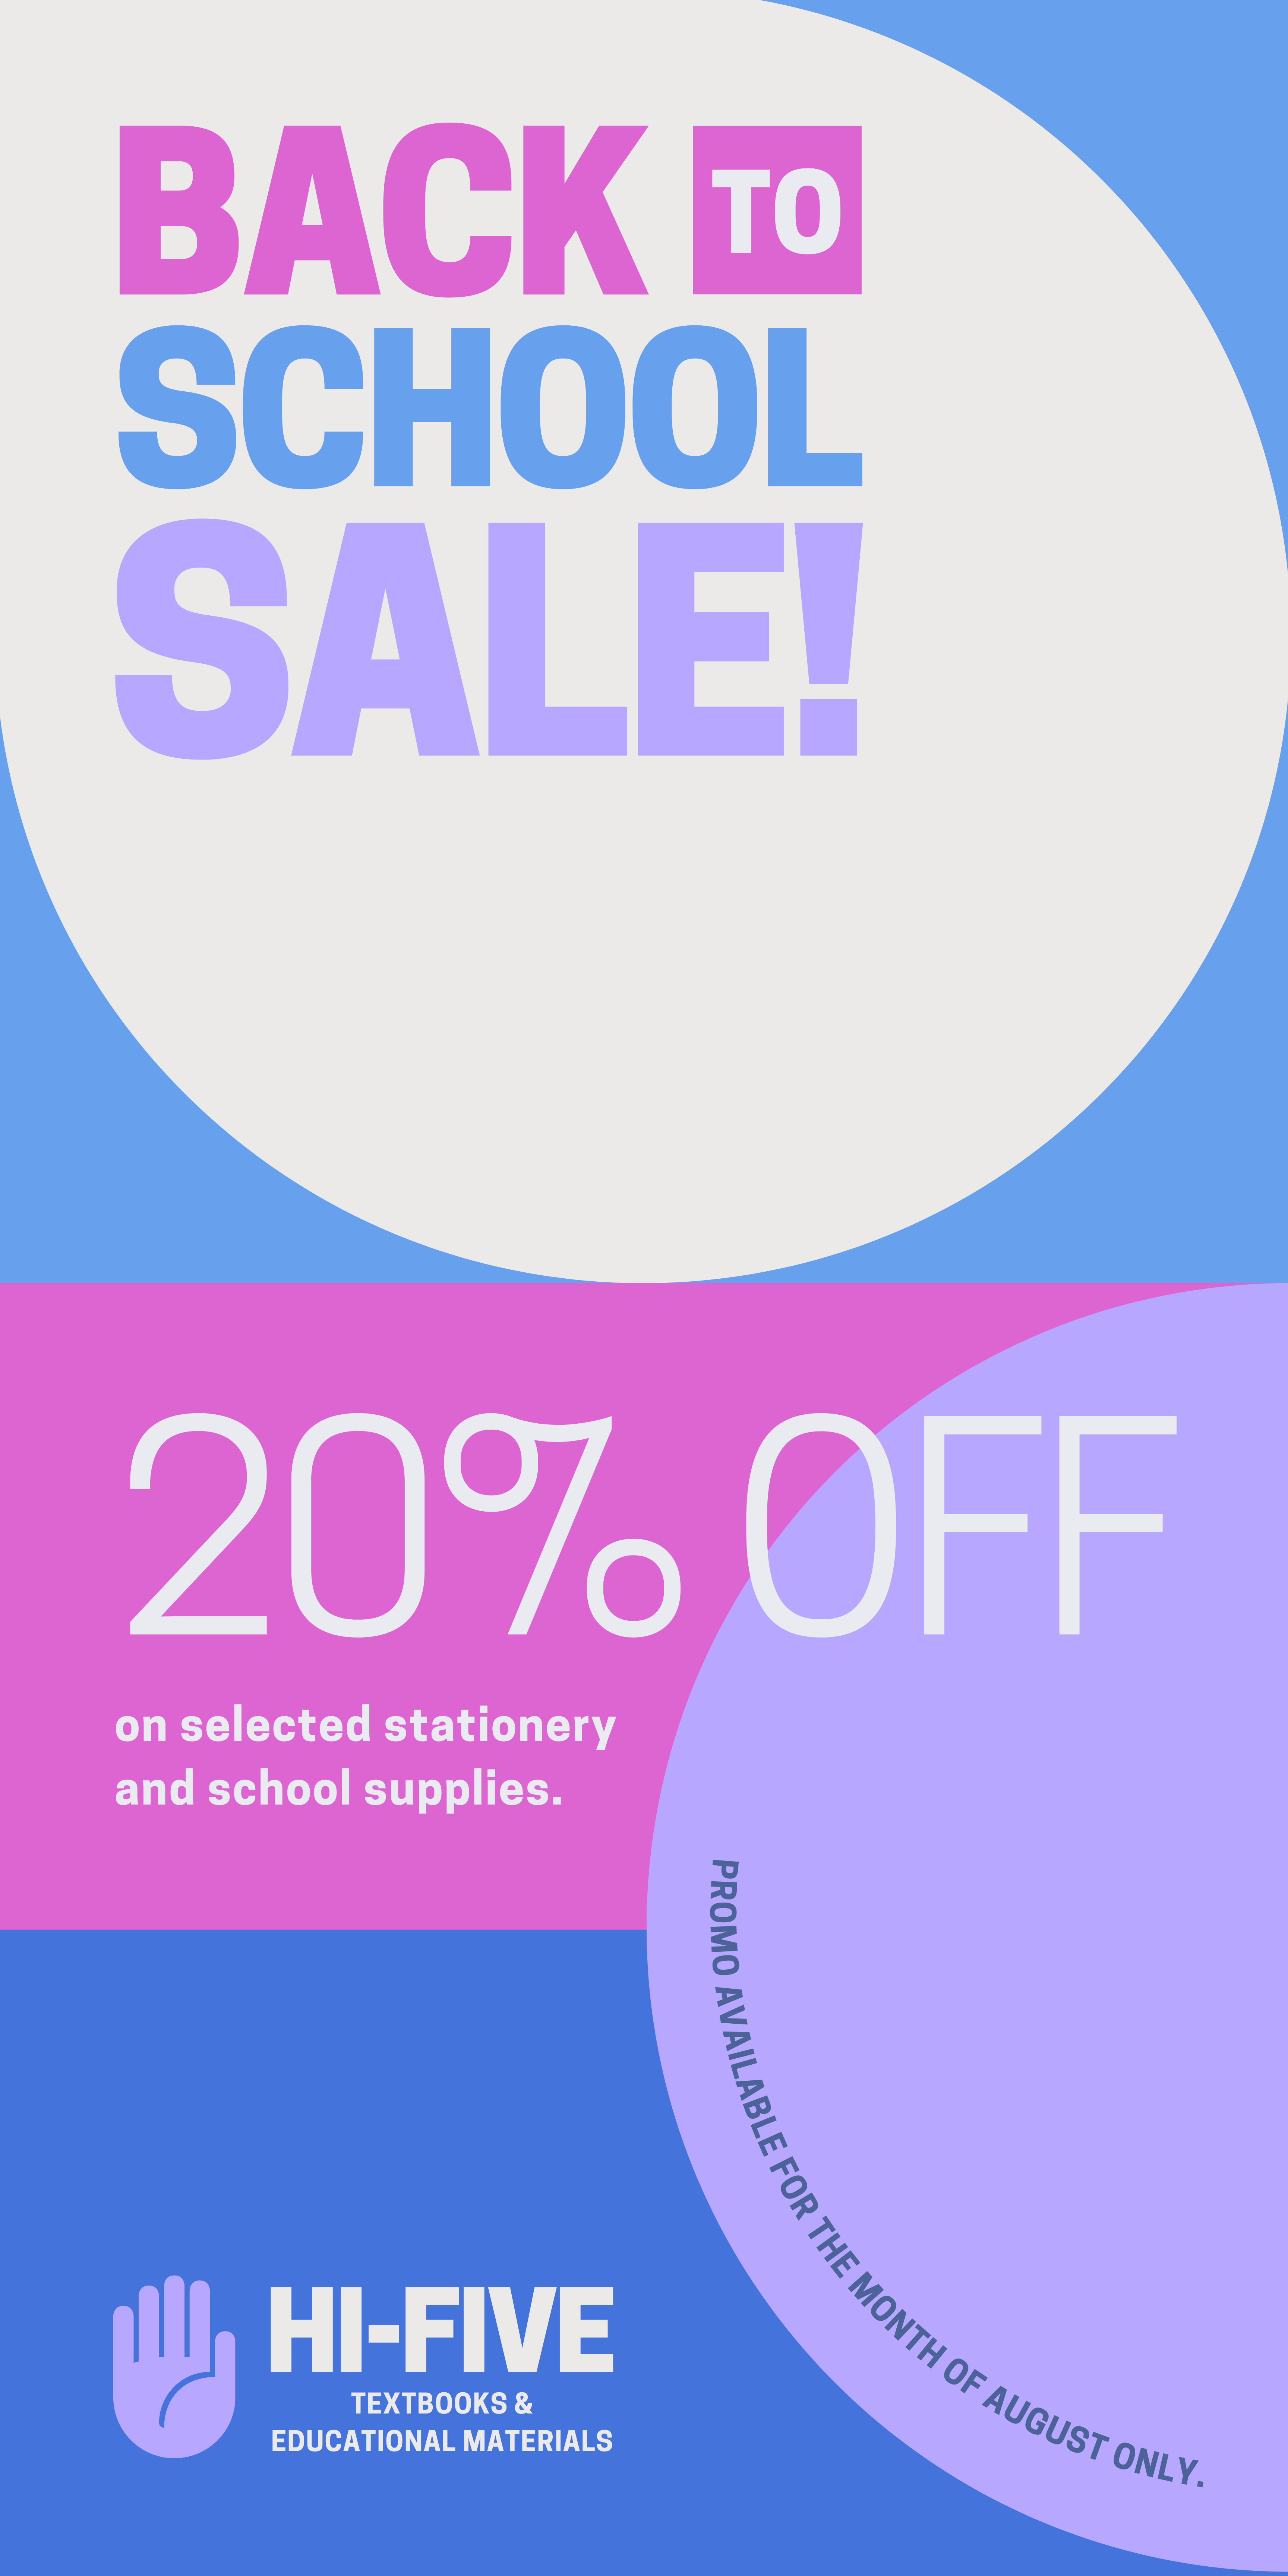 BACK TO
SCHOOL
SALE!
20% OFF
on selected stationery
and school supplies.
PROMO AVAILABLE FOR THE MONTH OF AUGUST ONLY.
HI-FIVE
TEXTBOOKS &
EDUCATIONAL MATERIALS